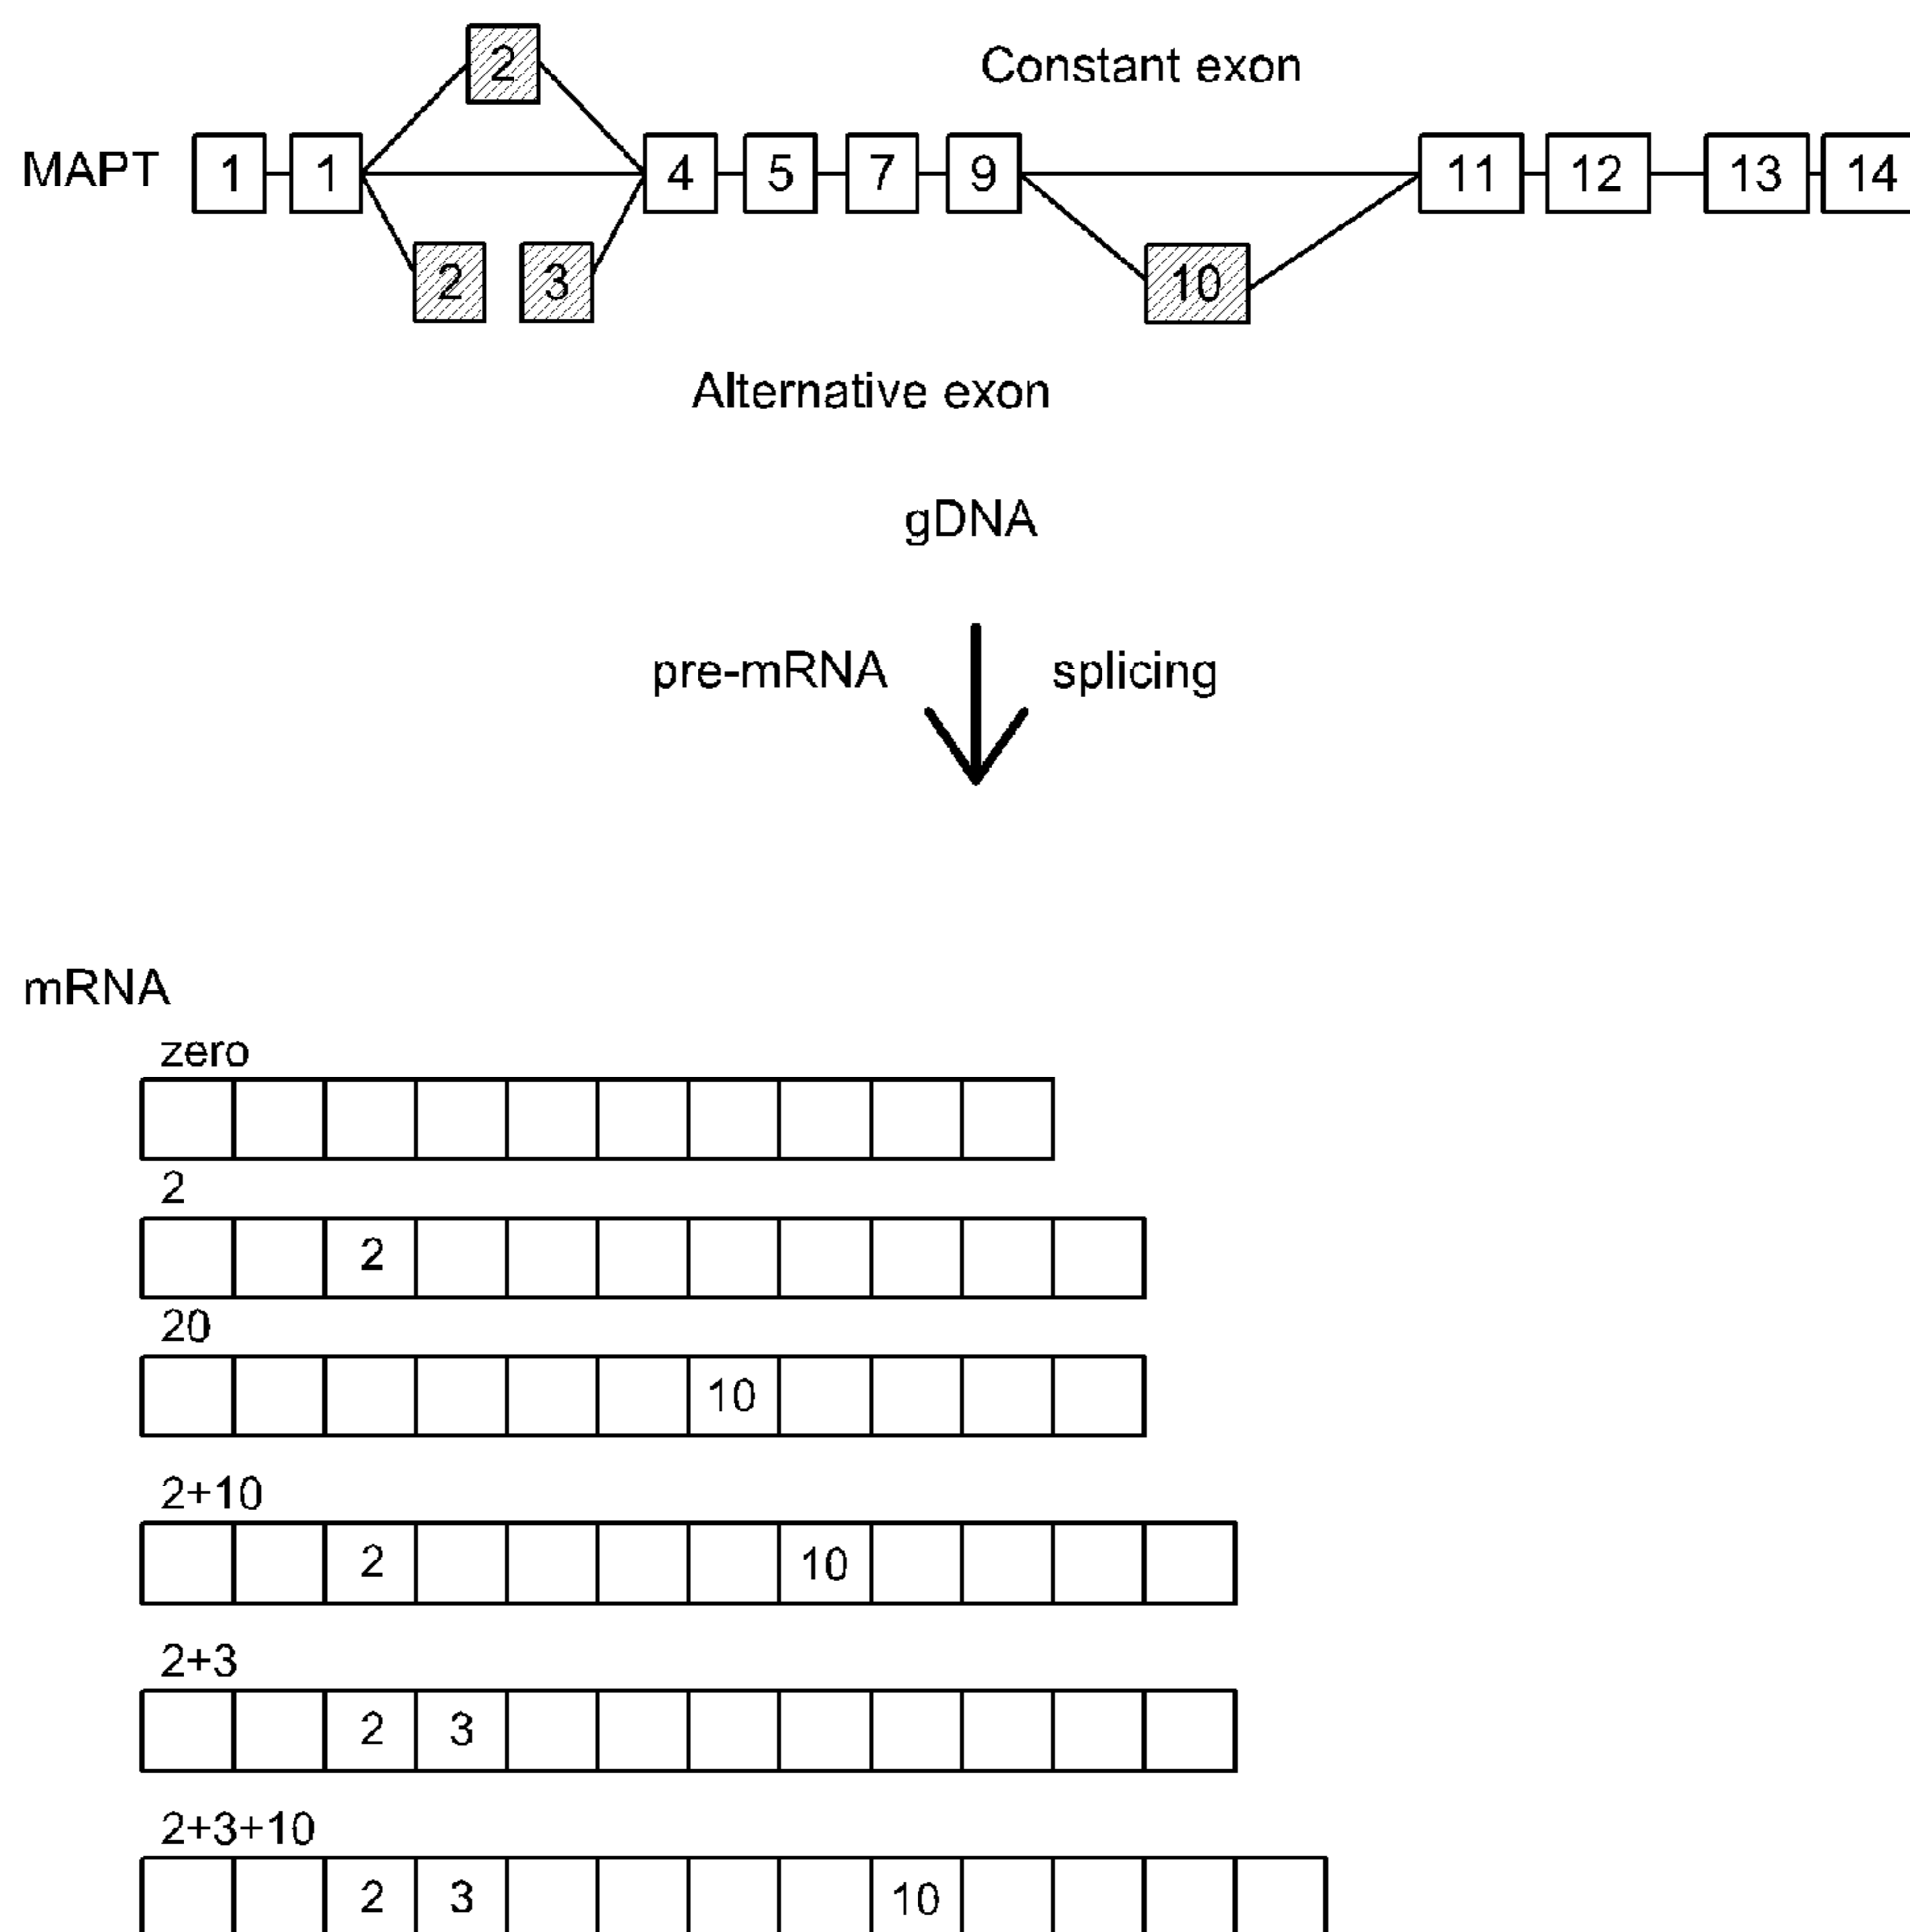 2
Constant exon
MAPT 1 1 4 5 7 9 11 12 13 14
2 3 10
Alternative exon
gDNA
pre-mRNA splicing
mRNA
zero
2
2
20
10
2+10
2 10
2+3
2 3
2+3+10
2 3 10